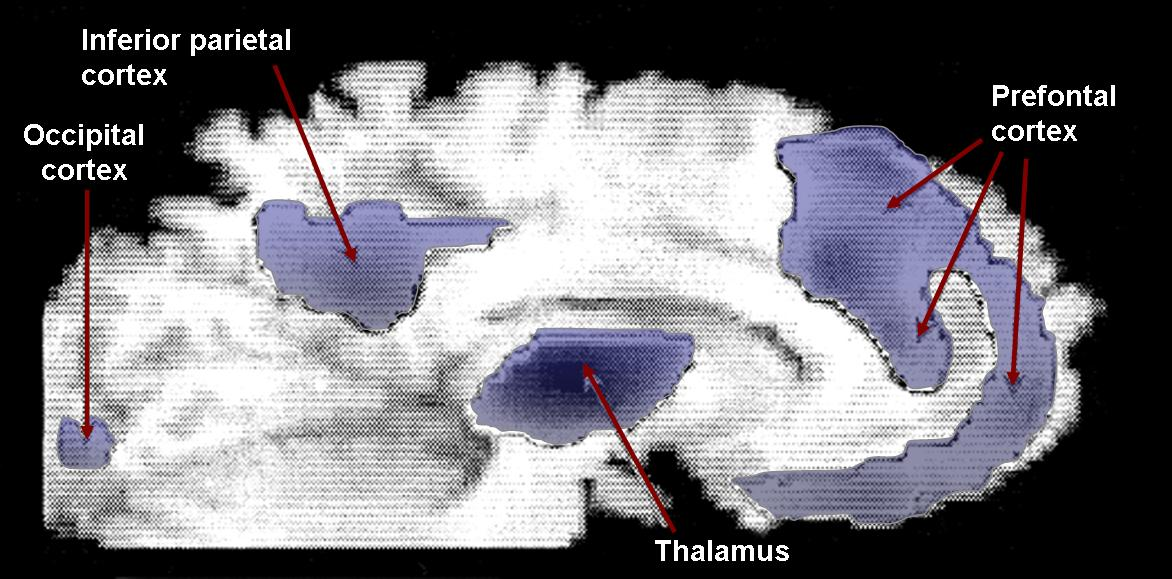 Inferior parietal
cortex
Occipital
cortex
Prefontal
cortex
Thalamus